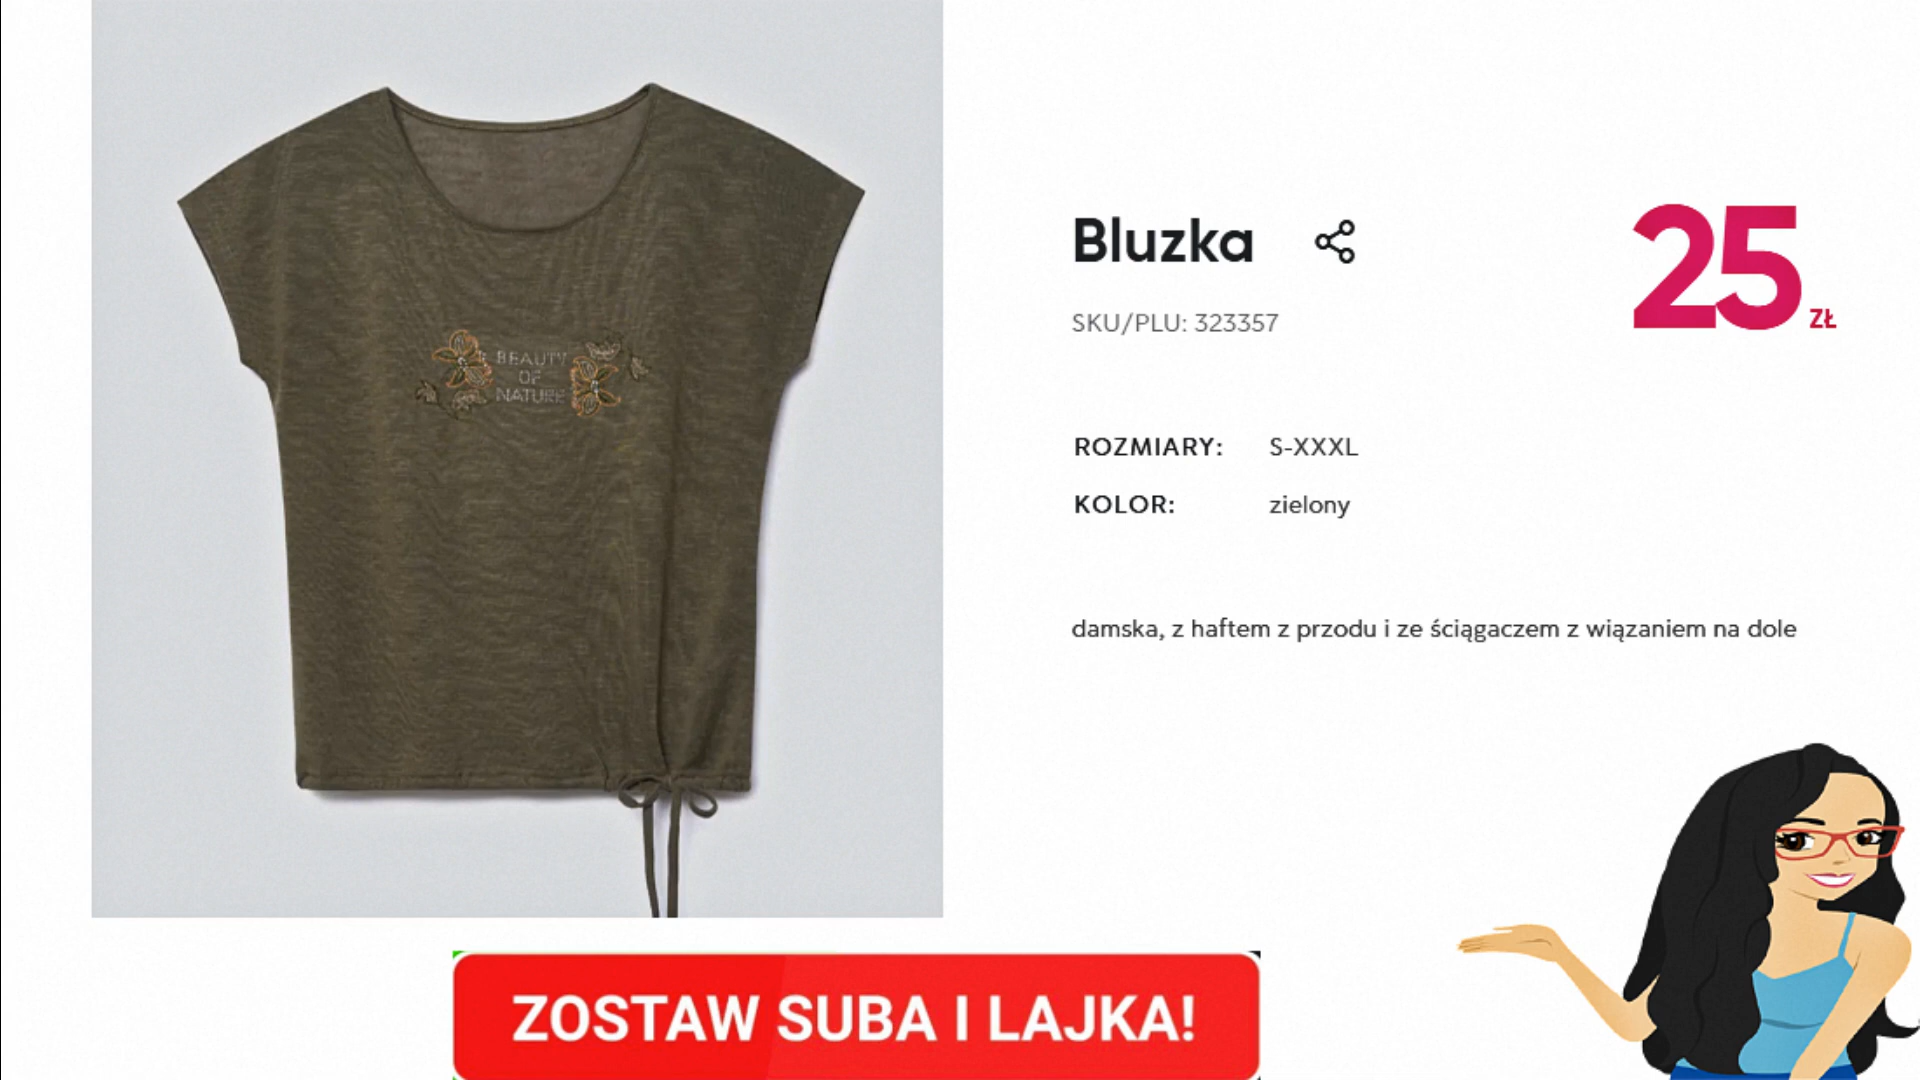 BEAUTY
OF
NATURE
Bluzka
25 ZŁ
SKU/PLU: 323357
ROZMIARY: S-XXXL
KOLOR: zielony
damska, z haftem z przodu i ze ściągaczem z wiązaniem na dole
ZOSTAW SUBA I LAJKA!